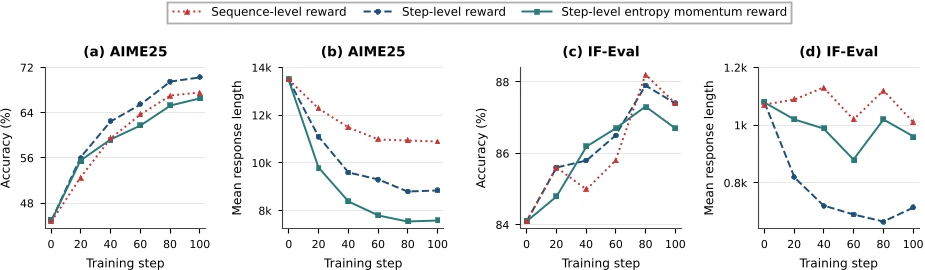 Sequence-level reward Step-level reward Step-level entropy momentum reward
(a) AIME25 (b) AIME25 (c) IF-Eval (d) IF-Eval
Accuracy (%)
72
64
56
48
0 20 40 60 80 100
Training step
Mean response length
14k
12k
10k
8k
0 20 40 60 80 100
Training step
Accuracy (%)
88
86
84
0 20 40 60 80 100
Training step
Mean response length
1.2k
1k
0.8k
0 20 40 60 80 100
Training step